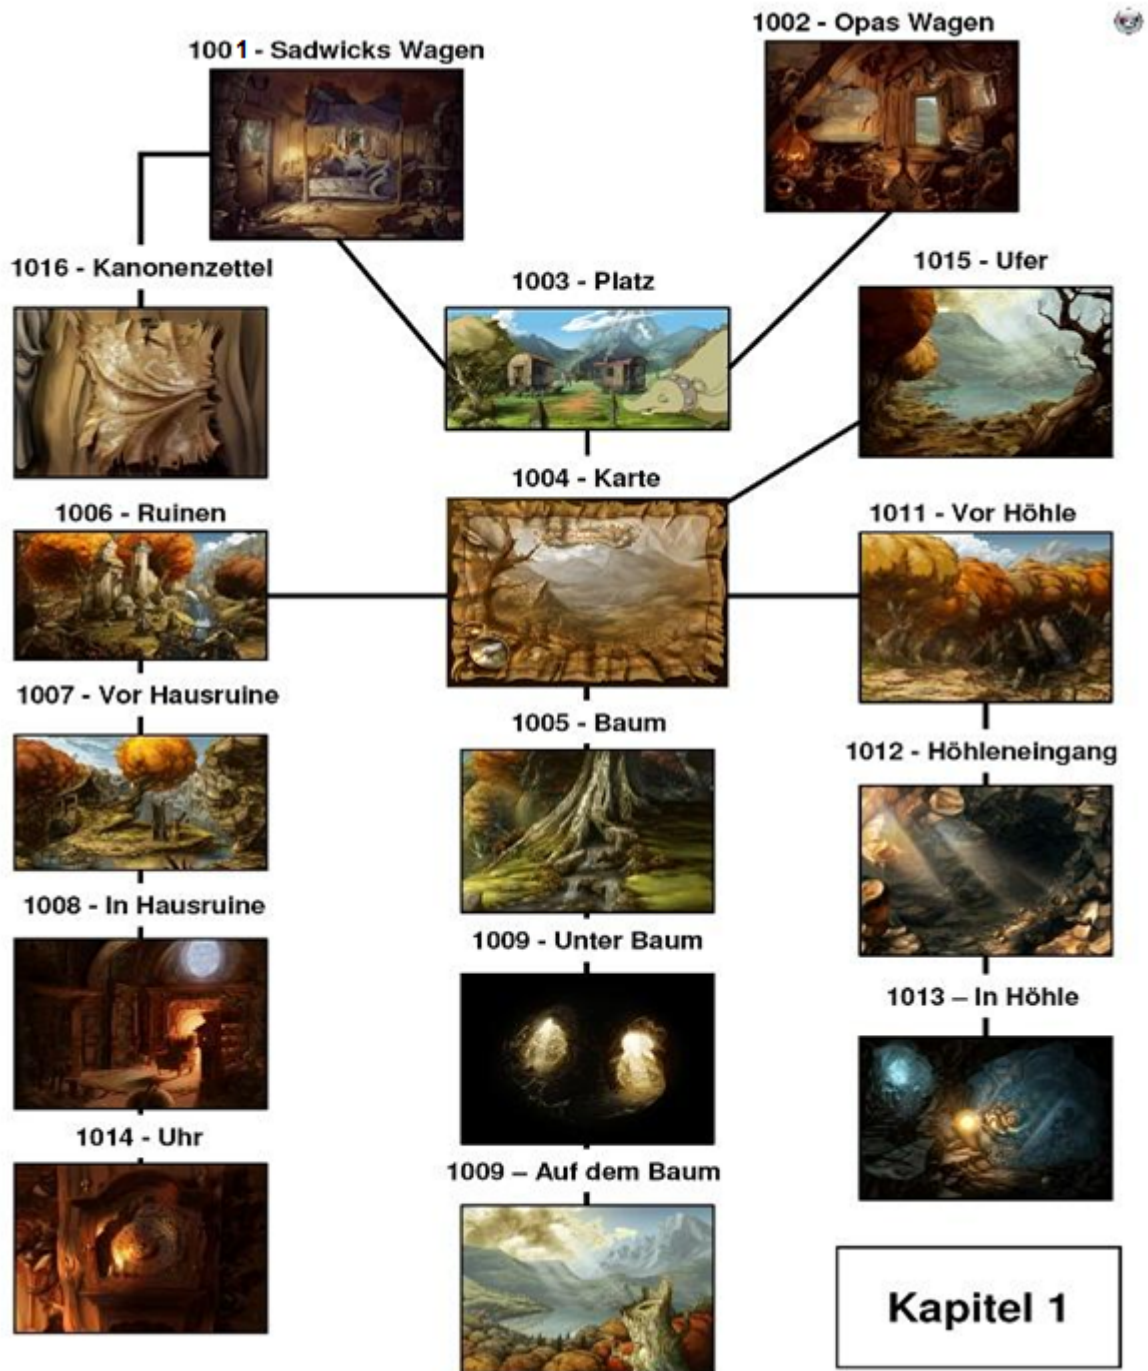 1002 - Opas Wagen
1001 - Sadwicks Wagen
1016 - Kanonenzettel
1003 - Platz
1015 - Ufer
1004 - Karte
1006 - Ruinen
1011 - Vor Höhle
1007 - Vor Hausruine
1005 - Baum
1012 - Höhleneingang
1008 - In Hausruine
1009 - Unter Baum
1013 – In Höhle
1014 - Uhr
1009 – Auf dem Baum
Kapitel 1